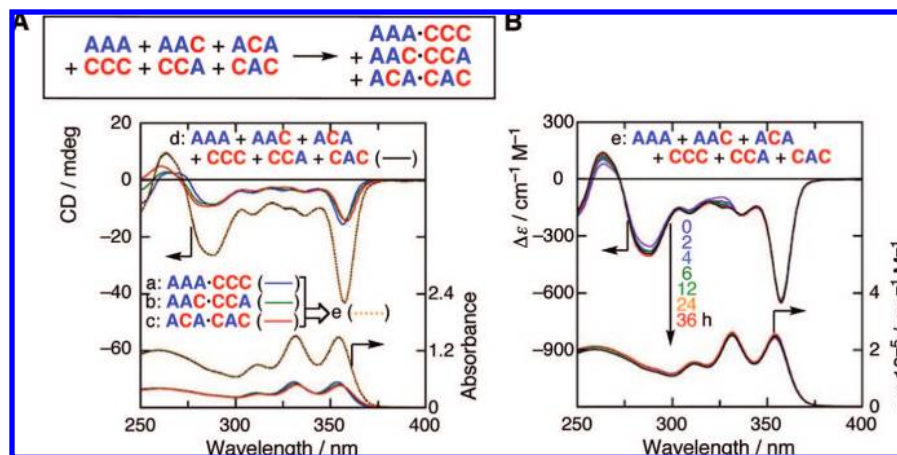 A
AAA + AAC + ACA
+ CCC + CCA + CAC
AAA·CCC
+ AAC·CCA
+ ACA·CAC
d: AAA + AAC + ACA
+ CCC + CCA + CAC (—)
CD / mdeg
20
0
−20
−40
−60
a: AAA·CCC (—)
b: AAC·CCA (—)
c: ACA·CAC (—)
e (┈)
2.4
1.2
0
Absorbance
250 300 350 400
Wavelength / nm
B
e: AAA + AAC + ACA
+ CCC + CCA + CAC
Δε / cm⁻¹ M⁻¹
300
0
−300
−600
−900
0
2
4
6
12
24
36 h
4
2
0
250 300 350 400
Wavelength / nm